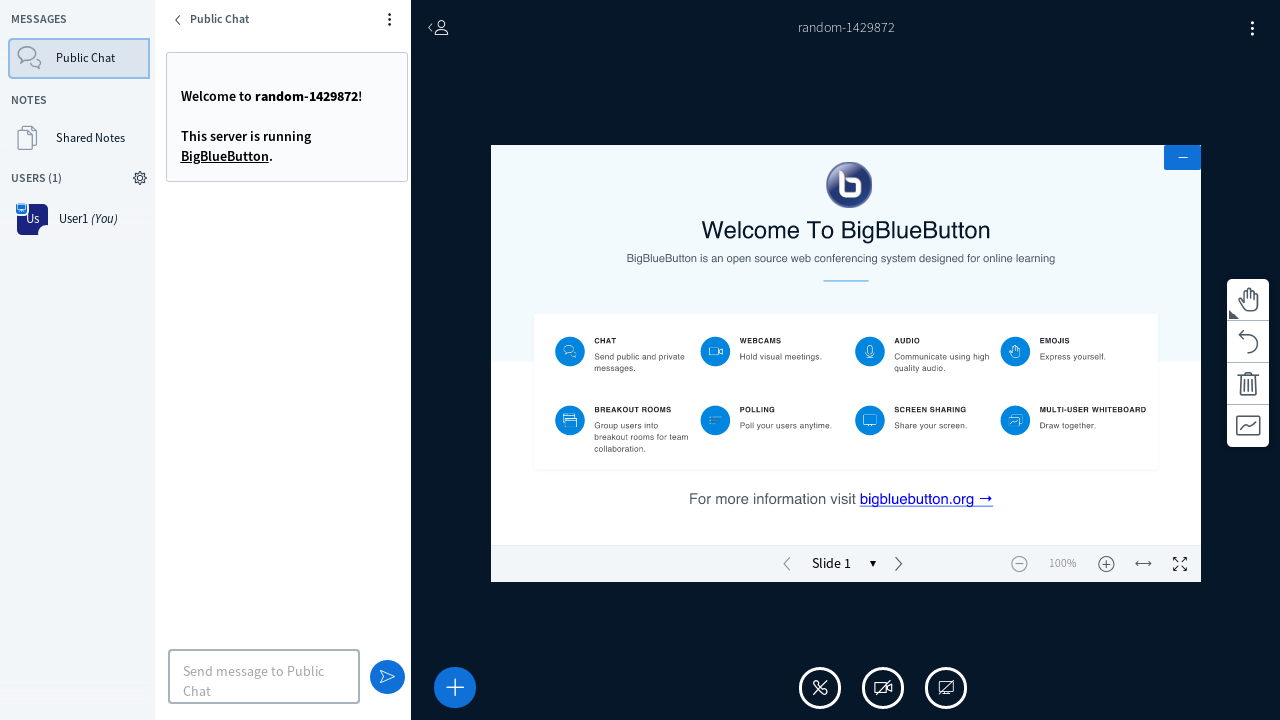 MESSAGES
Public Chat
NOTES
Shared Notes
USERS (1)
Us
User1 (You)
Public Chat
Welcome to random-1429872!
This server is running
BigBlueButton.
Send message to Public
Chat
random-1429872
Welcome To BigBlueButton
BigBlueButton is an open source web conferencing system designed for online learning
CHAT
Send public and private
messages.
WEBCAMS
Hold visual meetings.
AUDIO
Communicate using high
quality audio.
EMOJIS
Express yourself.
BREAKOUT ROOMS
Group users into
breakout rooms for team
collaboration.
POLLING
Poll your users anytime.
SCREEN SHARING
Share your screen.
MULTI-USER WHITEBOARD
Draw together.
For more information visit bigbluebutton.org →
Slide 1
100%